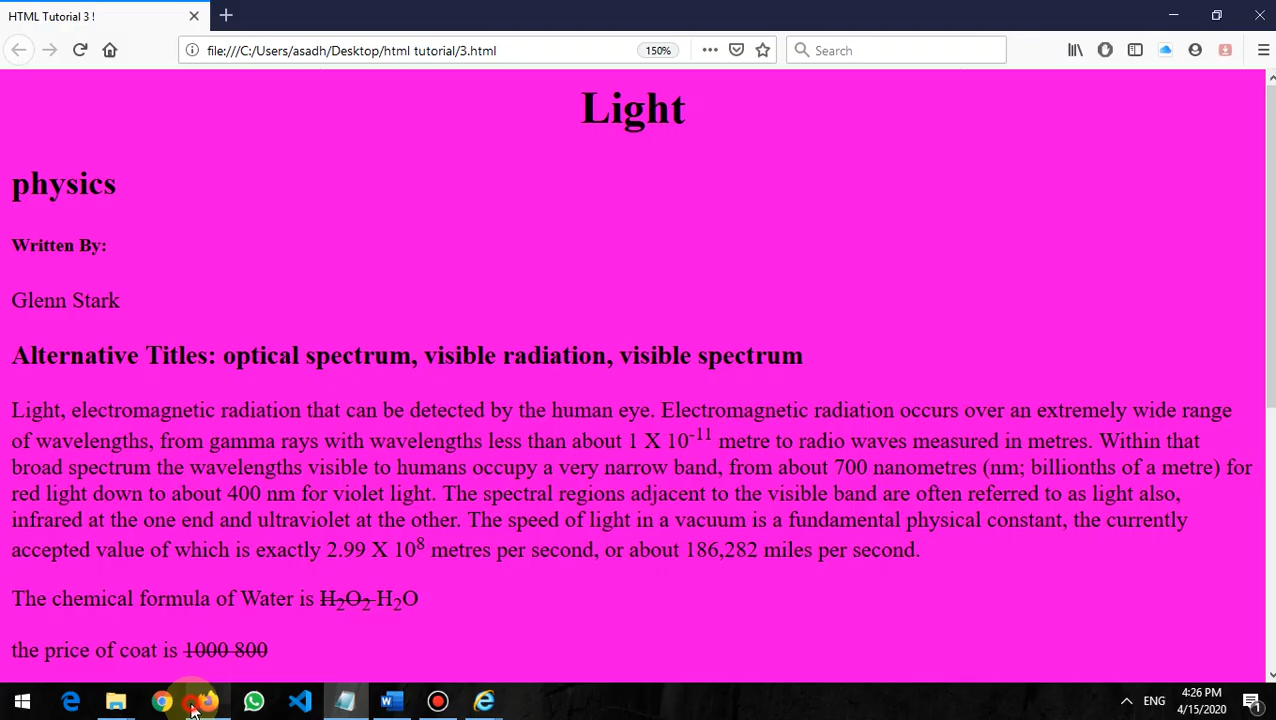 HTML Tutorial 3 !
file:///C:/Users/asadh/Desktop/html tutorial/3.html
150%
Search
Light
physics
Written By:
Glenn Stark
Alternative Titles: optical spectrum, visible radiation, visible spectrum
Light, electromagnetic radiation that can be detected by the human eye. Electromagnetic radiation occurs over an extremely wide range
of wavelengths, from gamma rays with wavelengths less than about 1 X 10⁻¹¹ metre to radio waves measured in metres. Within that
broad spectrum the wavelengths visible to humans occupy a very narrow band, from about 700 nanometres (nm; billionths of a metre) for
red light down to about 400 nm for violet light. The spectral regions adjacent to the visible band are often referred to as light also,
infrared at the one end and ultraviolet at the other. The speed of light in a vacuum is a fundamental physical constant, the currently
accepted value of which is exactly 2.99 X 10⁸ metres per second, or about 186,282 miles per second.
The chemical formula of Water is H₂O₂ H₂O
the price of coat is 1000 800
ENG
4:26 PM
4/15/2020
1